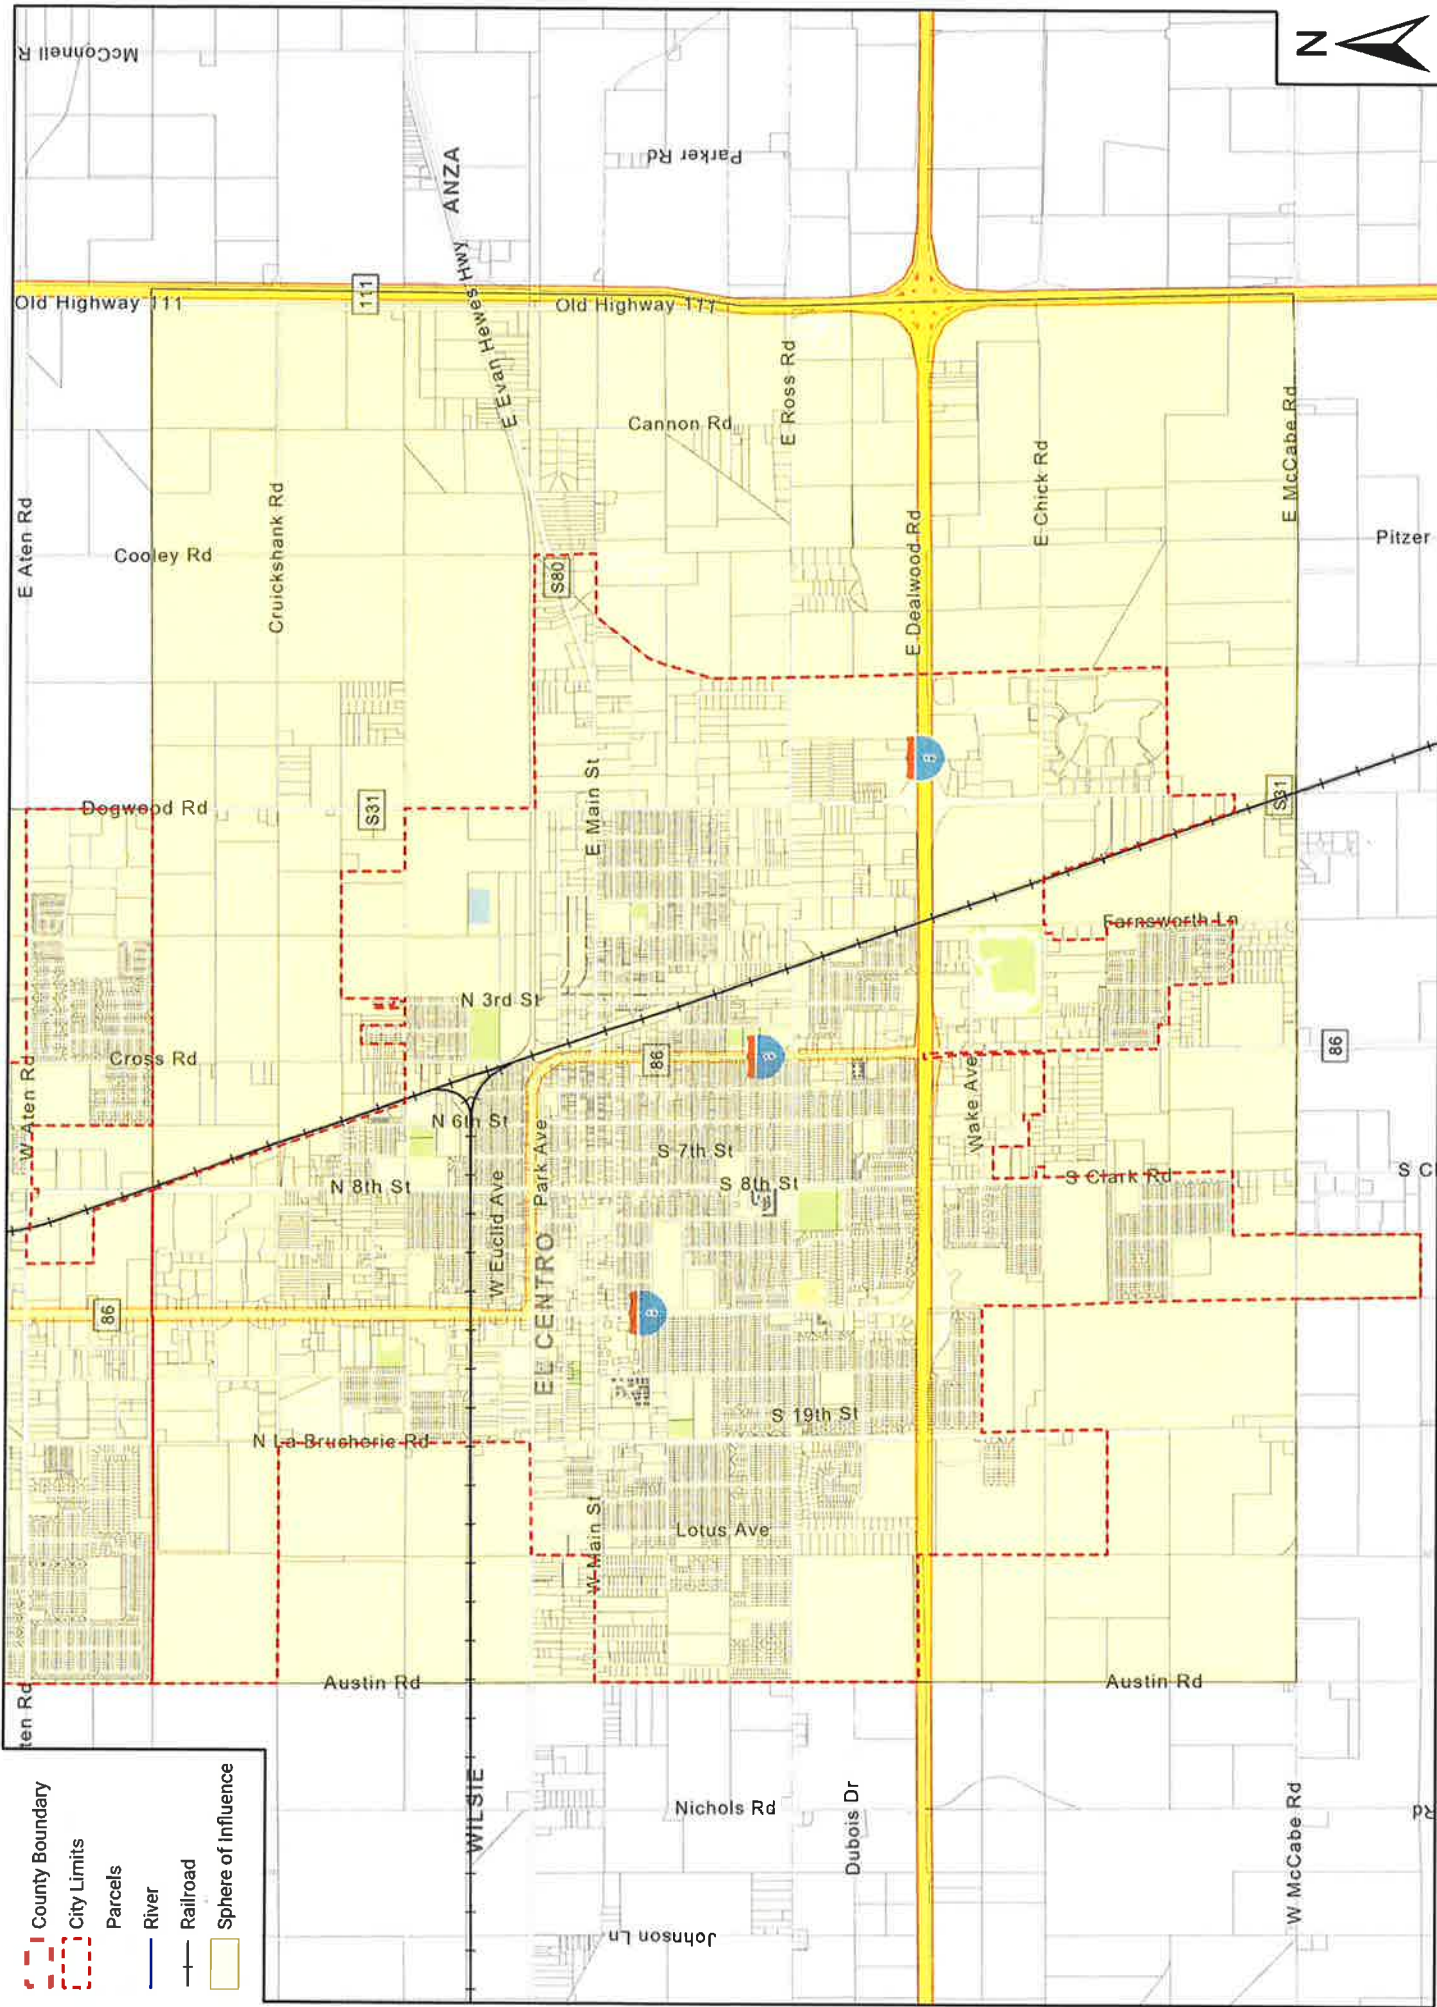 County Boundary
City Limits
Parcels
River
Railroad
Sphere of Influence
N
McConnell R
ANZA
Parker Rd
Old Highway 111
111
E Evan Hewes Hwy
Old Highway 111
E Ross Rd
Cannon Rd
E McCabe Rd
E Chick Rd
E Aten Rd
Cooley Rd
Cruickshank Rd
S80
E Dealwood Rd
Pitzer
Dogwood Rd
S31
E Main St
8
S31
Farnsworth Ln
N 3rd St
Cross Rd
W Aten Rd
86
8
86
Wake Ave
N 6th St
Park Ave
S 7th St
N 8th St
S 8th St
S Clark Rd
S Cl
W Euclid Ave
EL CENTRO
86
8
N La Brucherie Rd
S 19th St
W Main St
Lotus Ave
ten Rd
Austin Rd
Austin Rd
WILSIE
Nichols Rd
Dubois Dr
W McCabe Rd
Rd
Johnson Ln